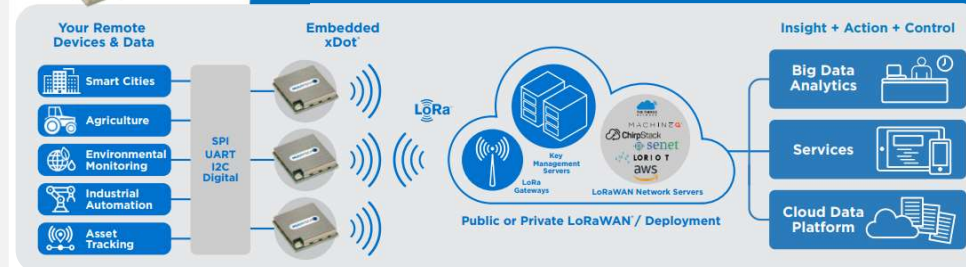 Your Remote
Devices & Data
Smart Cities
Agriculture
Environmental
Monitoring
Industrial
Automation
Asset
Tracking
SPI
UART
I2C
Digital
Embedded
xDot
LoRa
LoRa
Gateways
Key
Management
Servers
MACHINEQ
ChirpStack
senet
LORIOT
aws
LoRaWAN Network Servers
Public or Private LoRaWAN / Deployment
Insight + Action + Control
Big Data
Analytics
Services
Cloud Data
Platform